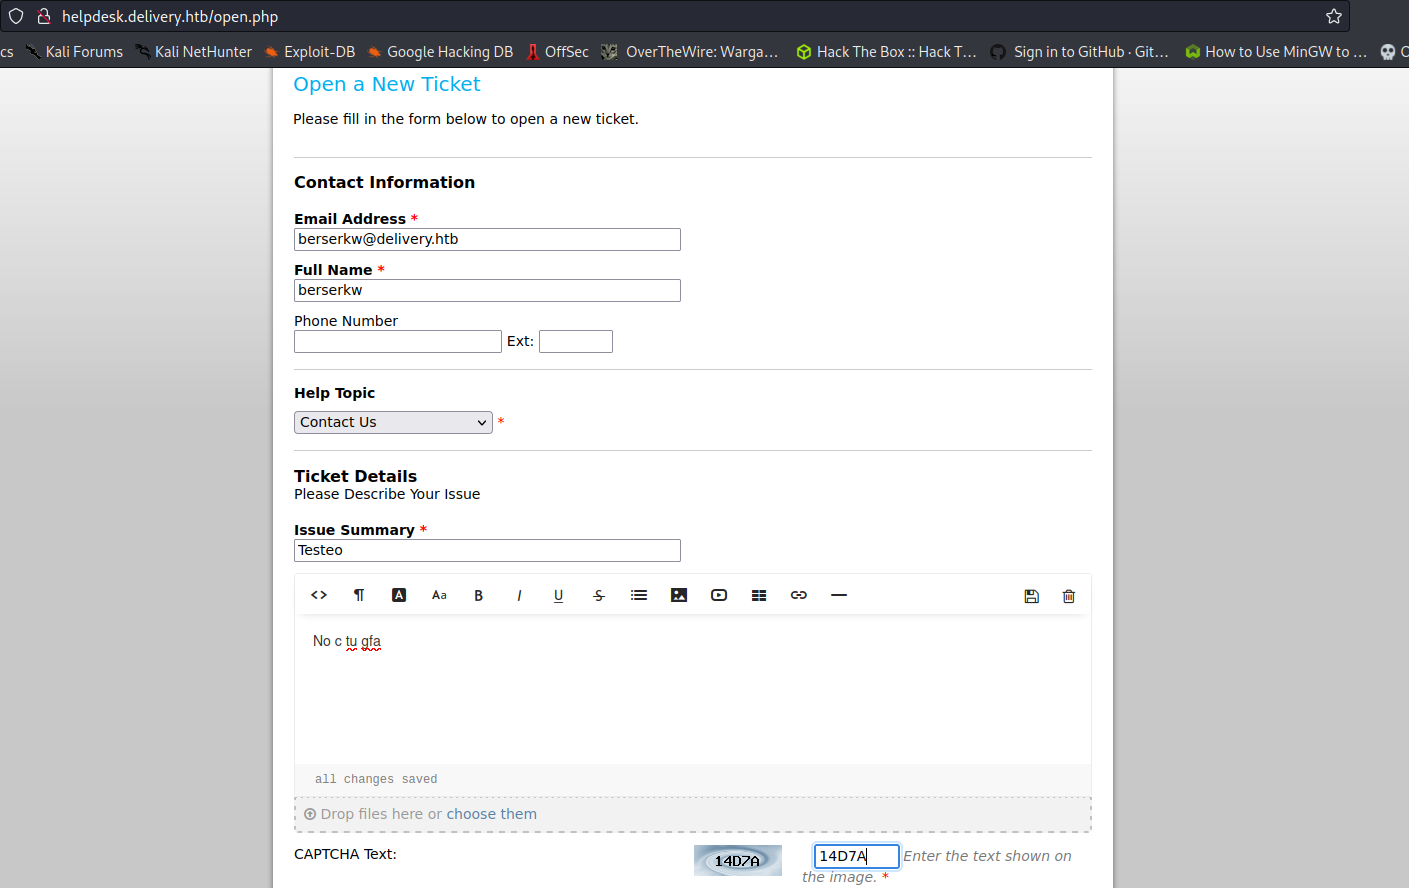 helpdesk.delivery.htb/open.php
cs Kali Forums Kali NetHunter Exploit-DB Google Hacking DB OffSec OverTheWire: Warga… Hack The Box :: Hack T… Sign in to GitHub · Git… How to Use MinGW to …
Open a New Ticket
Please fill in the form below to open a new ticket.
Contact Information
Email Address *
berserkw@delivery.htb
Full Name *
berserkw
Phone Number
Ext:
Help Topic
Contact Us *
Ticket Details
Please Describe Your Issue
Issue Summary *
Testeo
<> ¶ A Aa B I U S
No c tu gfa
all changes saved
Drop files here or choose them
CAPTCHA Text: 14D7A 14D7A Enter the text shown on
the image. *